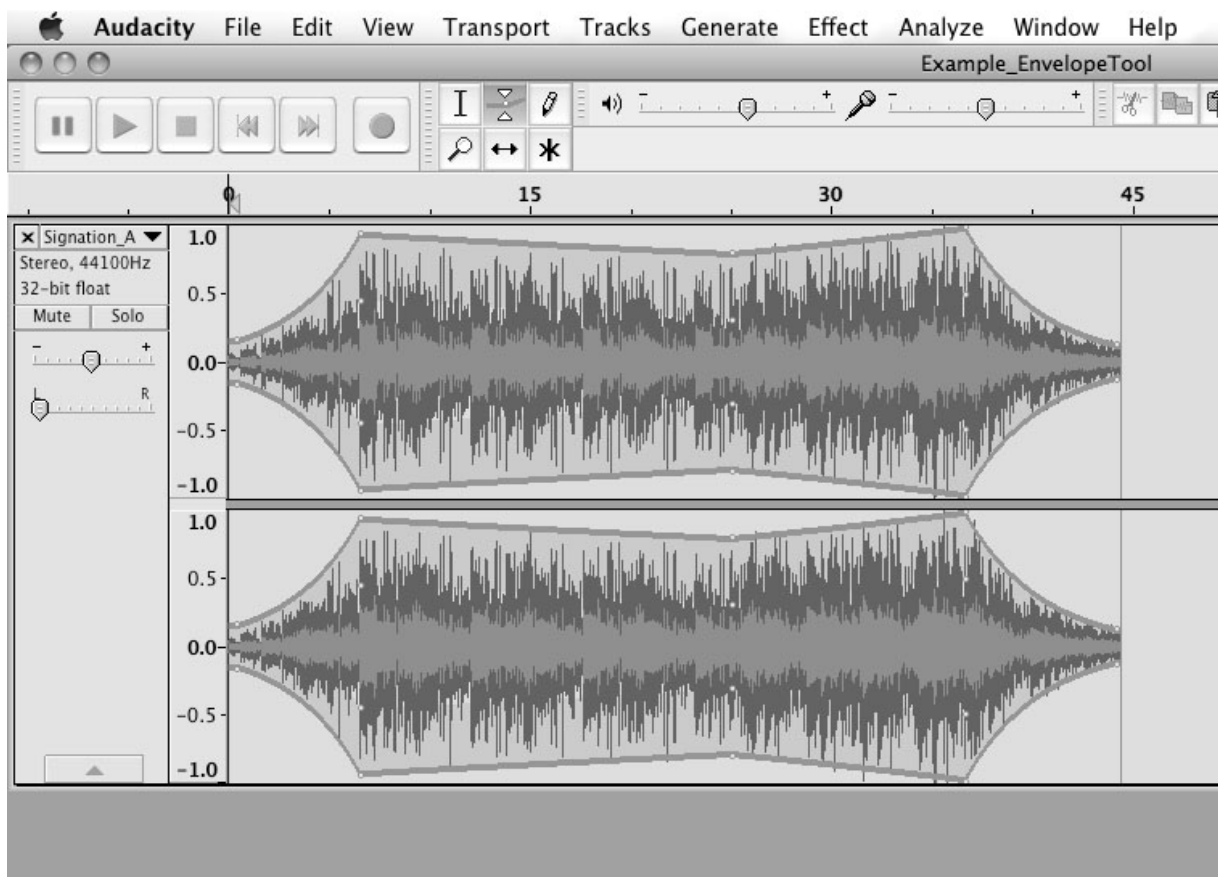 Audacity File Edit View Transport Tracks Generate Effect Analyze Window Help
Example_EnvelopeTool
- + - +
0 15 30 45
Signation_A
Stereo, 44100Hz
32-bit float
Mute Solo
- +
L R
1.0
0.5
0.0
-0.5
-1.0
1.0
0.5
0.0
-0.5
-1.0